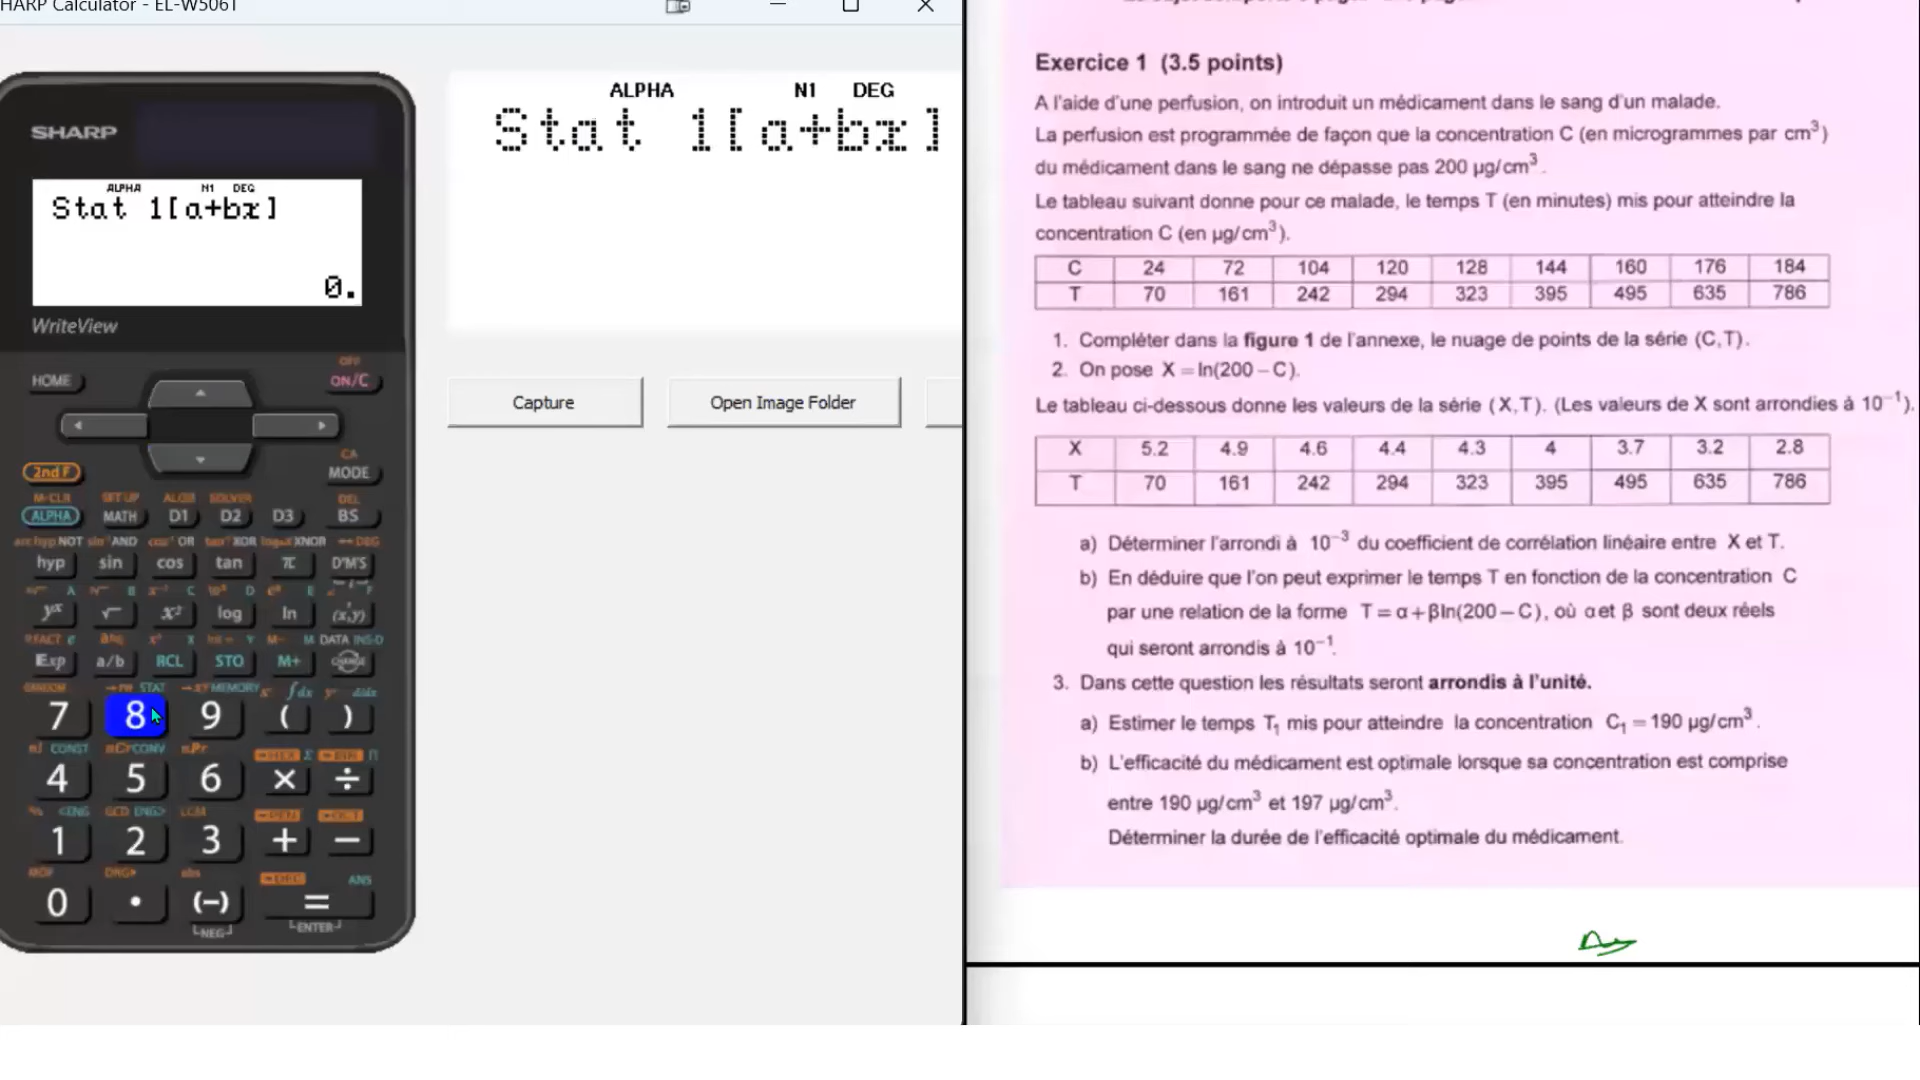 HARP Calculator - EL-W506T
SHARP
ALPHA N1 DEG
Stat 1[a+bx]
0.
WriteView
ALPHA N1 DEG
Stat 1[a+bx]
Capture
Open Image Folder
OFF
HOME
ON/C
CA
2nd F
MODE
M-CLR SET UP ALGB SOLVER DEL
ALPHA MATH D1 D2 D3 BS
hyp sin cos tan π D°M'S
yˣ √ x² log ln (x,y)
Exp a/b RCL STO M+ CHANGE
7 8 9 ( )
4 5 6 × ÷
1 2 3 + −
ANS
0 • (−) =
NEG ENTER
Exercice 1 (3.5 points)
A l'aide d'une perfusion, on introduit un médicament dans le sang d'un malade.
La perfusion est programmée de façon que la concentration C (en microgrammes par cm³)
du médicament dans le sang ne dépasse pas 200 µg/cm³.
Le tableau suivant donne pour ce malade, le temps T (en minutes) mis pour atteindre la
concentration C (en µg/cm³).
C 24 72 104 120 128 144 160 176 184
T 70 161 242 294 323 395 495 635 786
1. Compléter dans la figure 1 de l'annexe, le nuage de points de la série (C,T).
2. On pose X = ln(200 – C).
Le tableau ci-dessous donne les valeurs de la série (X,T). (Les valeurs de X sont arrondies à 10⁻¹).
X 5.2 4.9 4.6 4.4 4.3 4 3.7 3.2 2.8
T 70 161 242 294 323 395 495 635 786
a) Déterminer l'arrondi à 10⁻³ du coefficient de corrélation linéaire entre X et T.
b) En déduire que l'on peut exprimer le temps T en fonction de la concentration C
par une relation de la forme T = α + βln(200 – C), où α et β sont deux réels
qui seront arrondis à 10⁻¹.
3. Dans cette question les résultats seront arrondis à l'unité.
a) Estimer le temps T₁ mis pour atteindre la concentration C₁ = 190 µg/cm³.
b) L'efficacité du médicament est optimale lorsque sa concentration est comprise
entre 190 µg/cm³ et 197 µg/cm³.
Déterminer la durée de l'efficacité optimale du médicament.